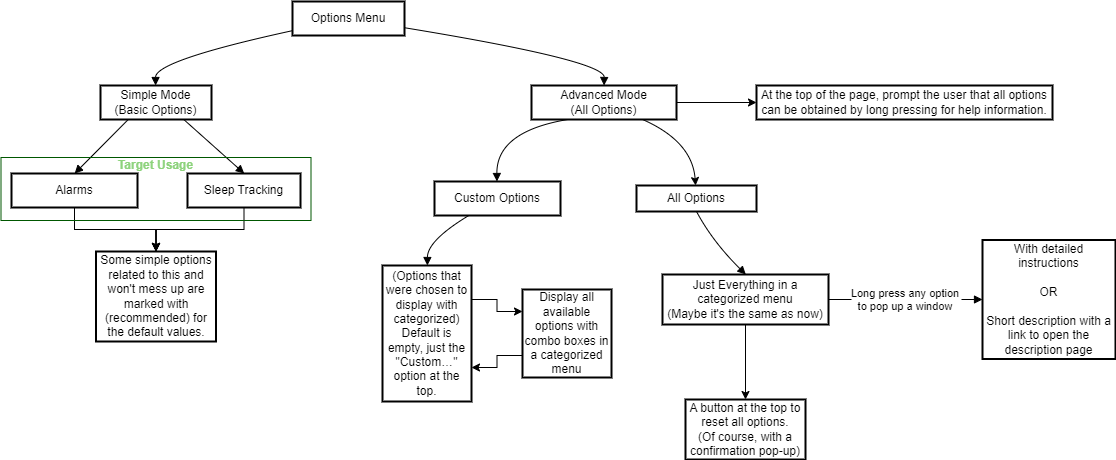 Options Menu
Simple Mode
(Basic Options)
Advanced Mode
(All Options)
At the top of the page, prompt the user that all options
can be obtained by long pressing for help information.
Target Usage
Alarms
Sleep Tracking
Custom Options
All Options
Some simple options
related to this and
won't mess up are
marked with
(recommended) for
the default values.
(Options that
were chosen to
display with
categorized)
Default is
empty, just the
"Custom..."
option at the
top.
Display all
available
options with
combo boxes in
a categorized
menu
Just Everything in a
categorized menu
(Maybe it's the same as now)
Long press any option
to pop up a window
With detailed
instructions
OR
Short description with a
link to open the
description page
A button at the top to
reset all options.
(Of course, with a
confirmation pop-up)